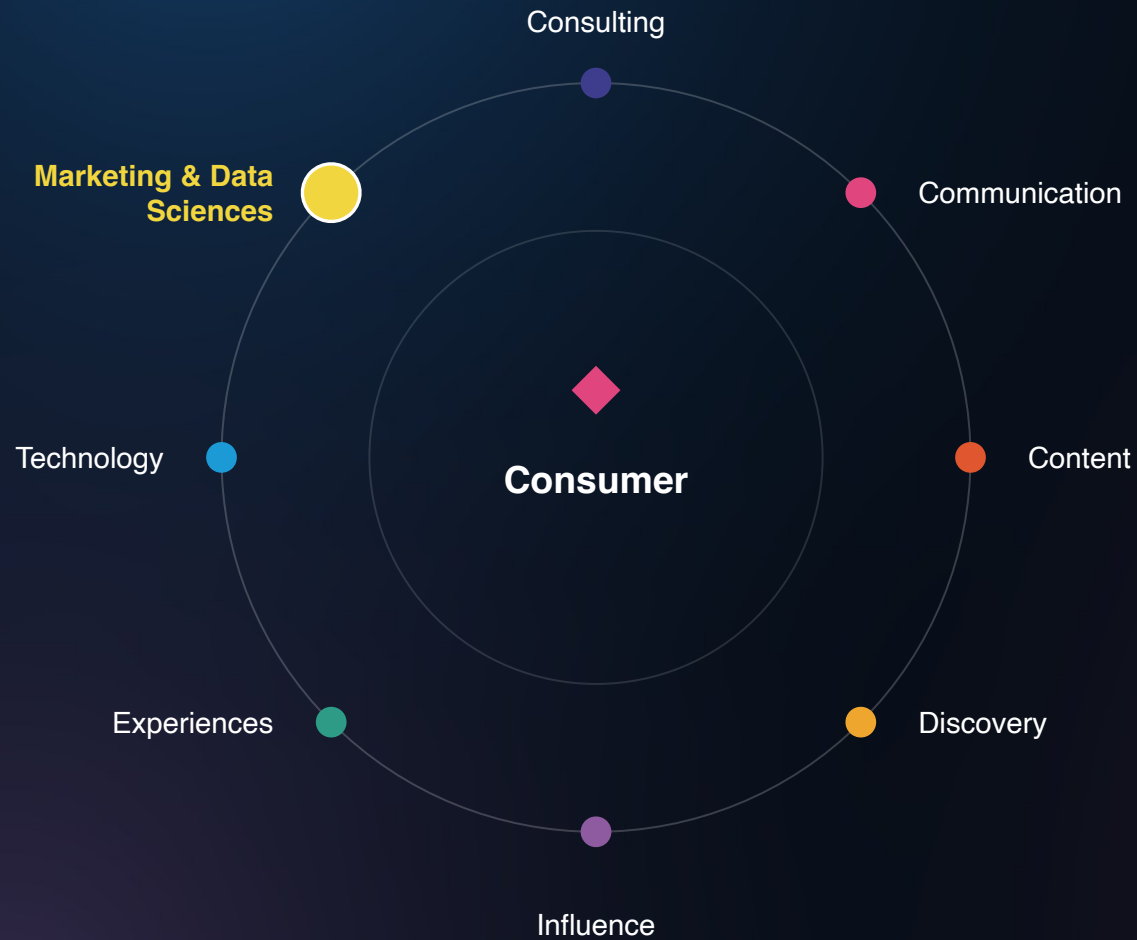 Consulting
Marketing & Data
Sciences
Communication
Technology
Consumer
Content
Experiences
Discovery
Influence